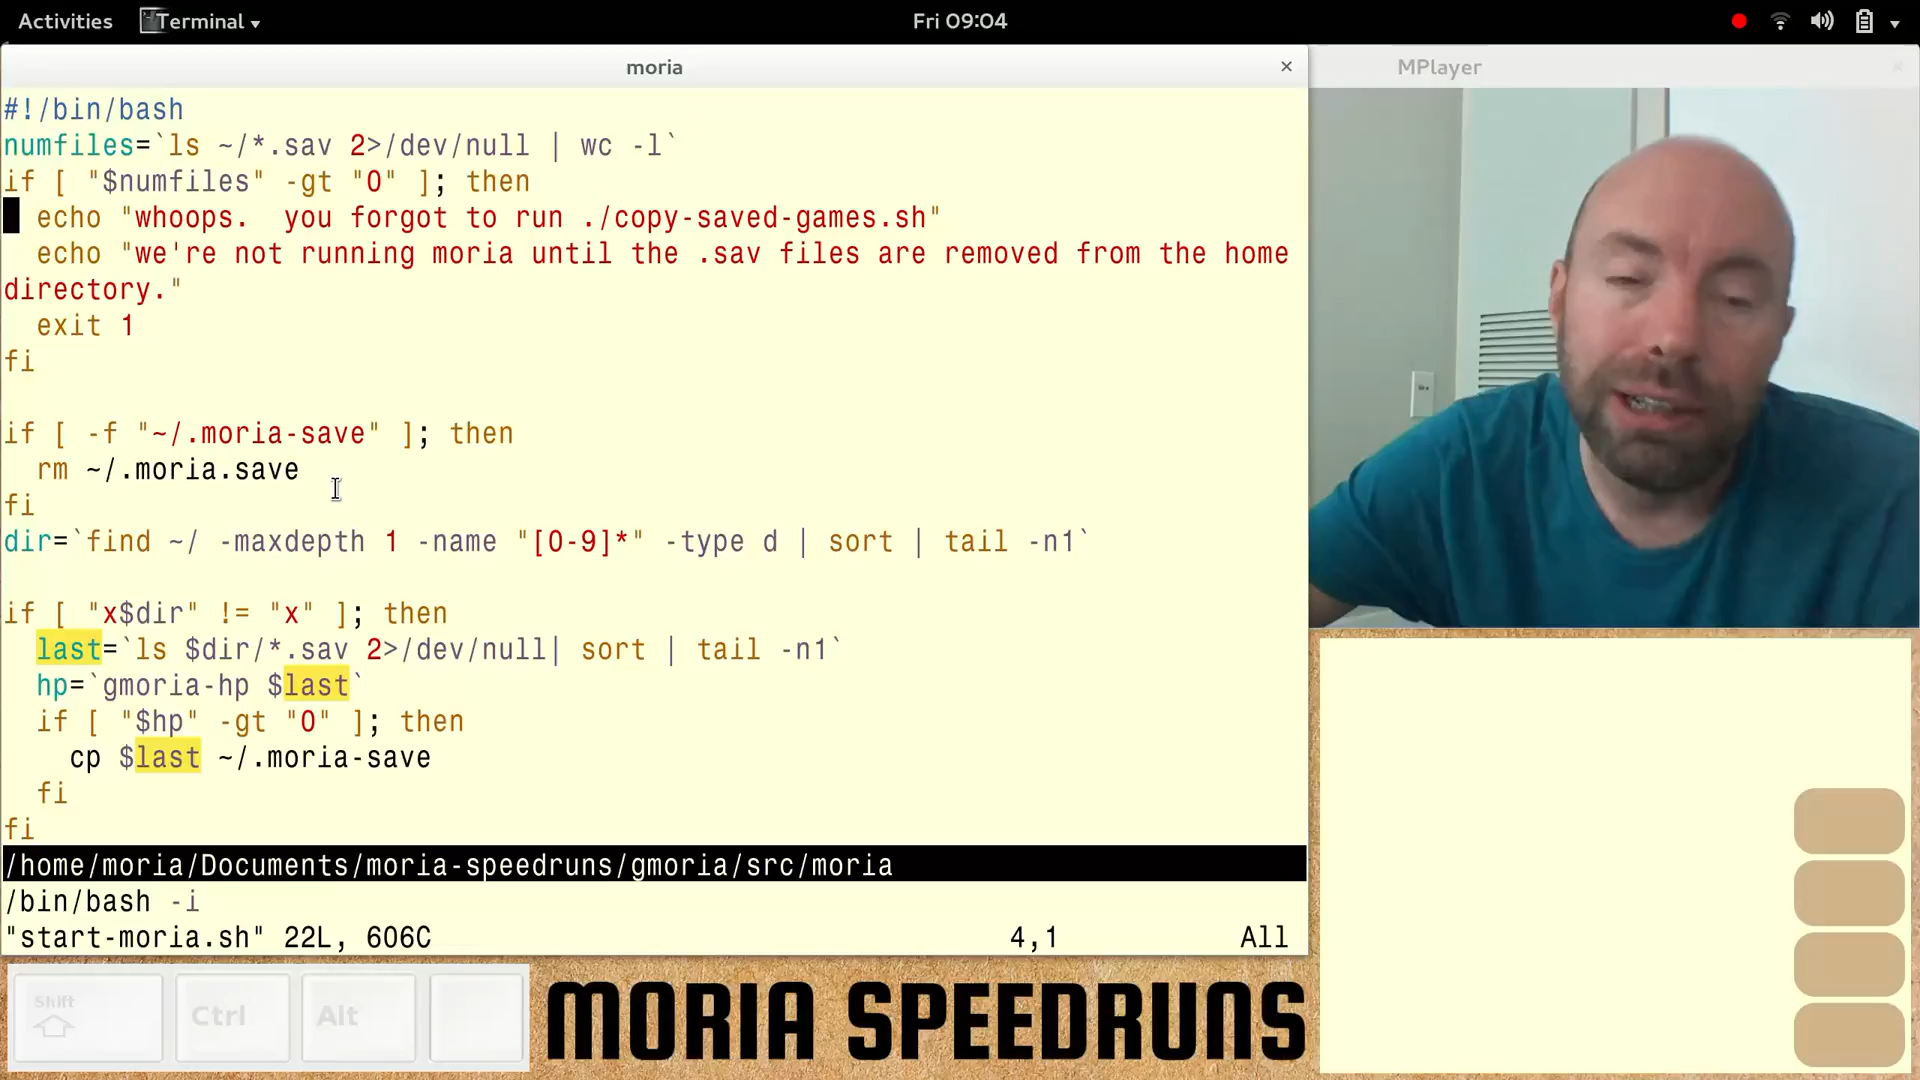 Activities
Terminal
Fri 09:04
moria
×
MPlayer
×
#!/bin/bash
numfiles=`ls ~/*.sav 2>/dev/null | wc -l`
if [ "$numfiles" -gt "0" ]; then
  echo "whoops.  you forgot to run ./copy-saved-games.sh"
  echo "we're not running moria until the .sav files are removed from the home
directory."
  exit 1
fi
if [ -f "~/.moria-save" ]; then
  rm ~/.moria.save
fi
dir=`find ~/ -maxdepth 1 -name "[0-9]*" -type d | sort | tail -n1`
if [ "x$dir" != "x" ]; then
  last=`ls $dir/*.sav 2>/dev/null| sort | tail -n1`
  hp=`gmoria-hp $last`
  if [ "$hp" -gt "0" ]; then
    cp $last ~/.moria-save
  fi
fi
/home/moria/Documents/moria-speedruns/gmoria/src/moria
/bin/bash -i
"start-moria.sh" 22L, 606C 4,1 All
Shift
Ctrl
Alt
MORIA SPEEDRUNS